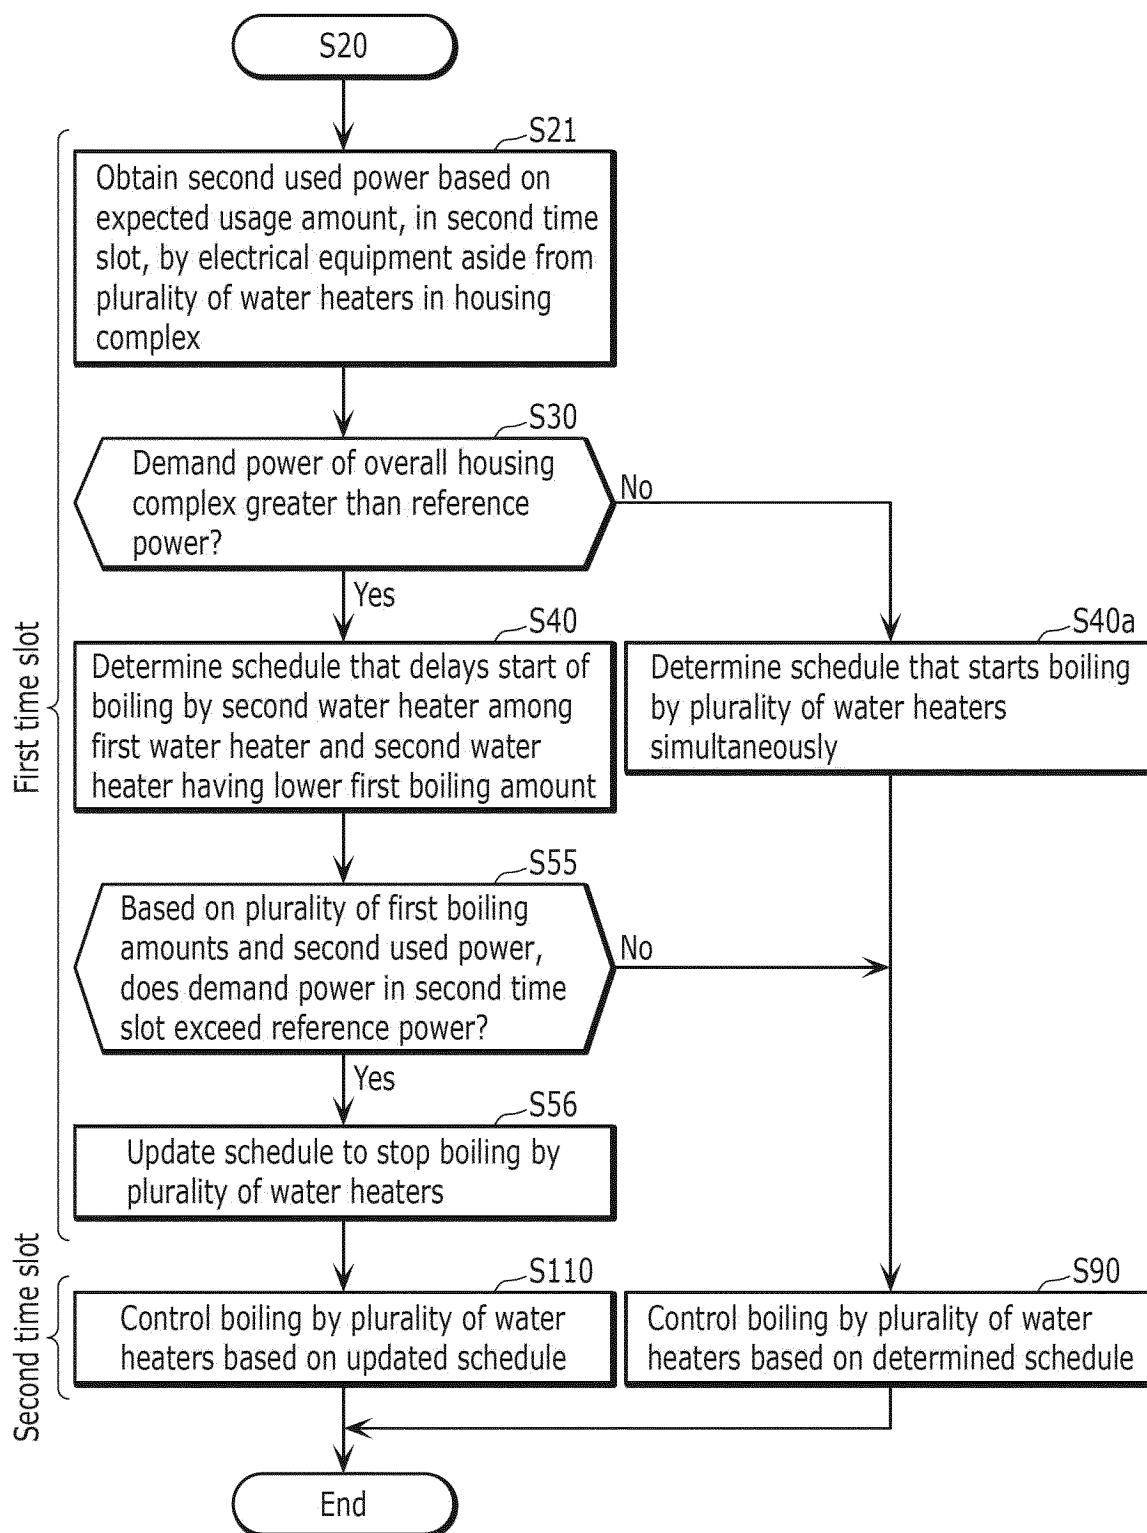 S20
S21
Obtain second used power based on
expected usage amount, in second time
slot, by electrical equipment aside from
plurality of water heaters in housing
complex
S30
Demand power of overall housing
complex greater than reference
power?
No
Yes
S40
Determine schedule that delays start of
boiling by second water heater among
first water heater and second water
heater having lower first boiling amount
S40a
Determine schedule that starts boiling
by plurality of water heaters
simultaneously
First time slot
S55
Based on plurality of first boiling
amounts and second used power,
does demand power in second time
slot exceed reference power?
No
Yes
S56
Update schedule to stop boiling by
plurality of water heaters
Second time slot
S110
Control boiling by plurality of water
heaters based on updated schedule
S90
Control boiling by plurality of water
heaters based on determined schedule
End